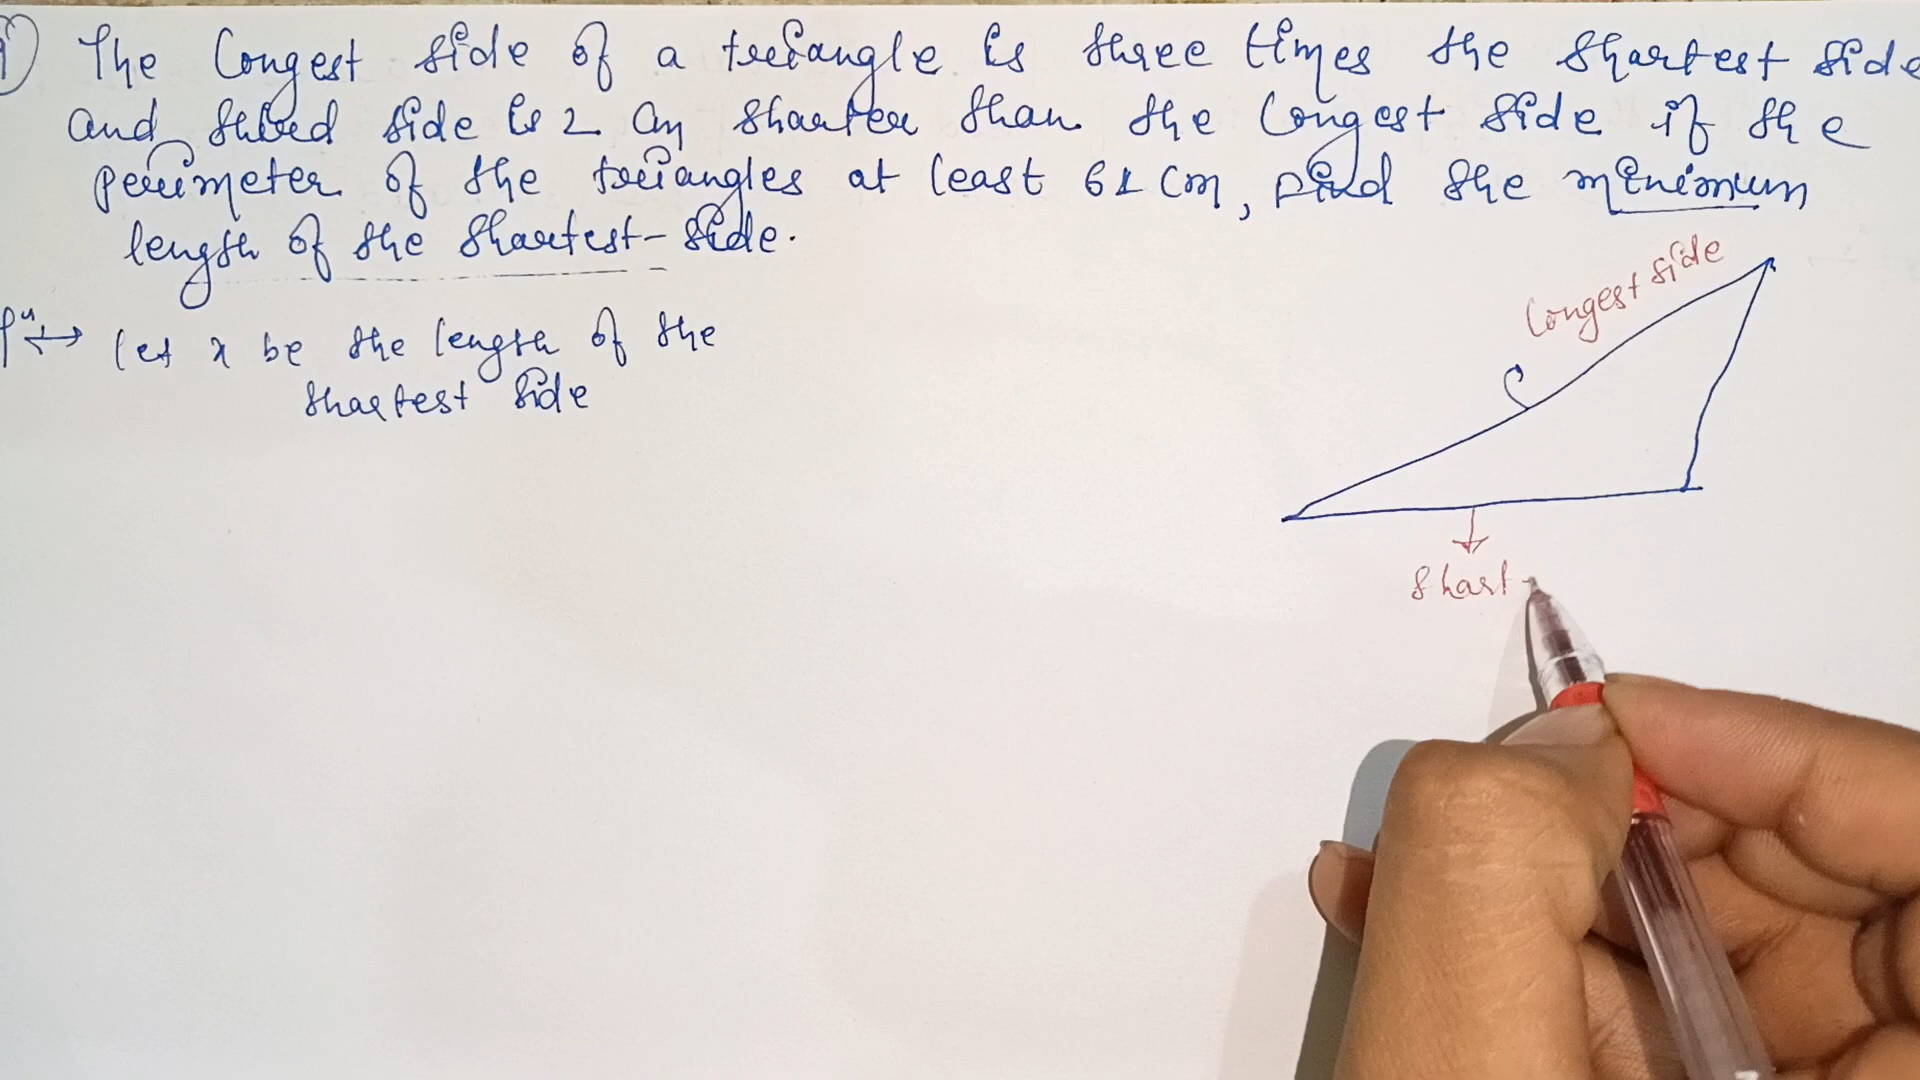 The longest side of a triangle is three times the shortest side
and third side is 2 cm shorter than the longest side if the
perimeter of the triangles at least 61 cm, find the minimum
length of the shortest side.
let x be the length of the
shortest side
longest side
short